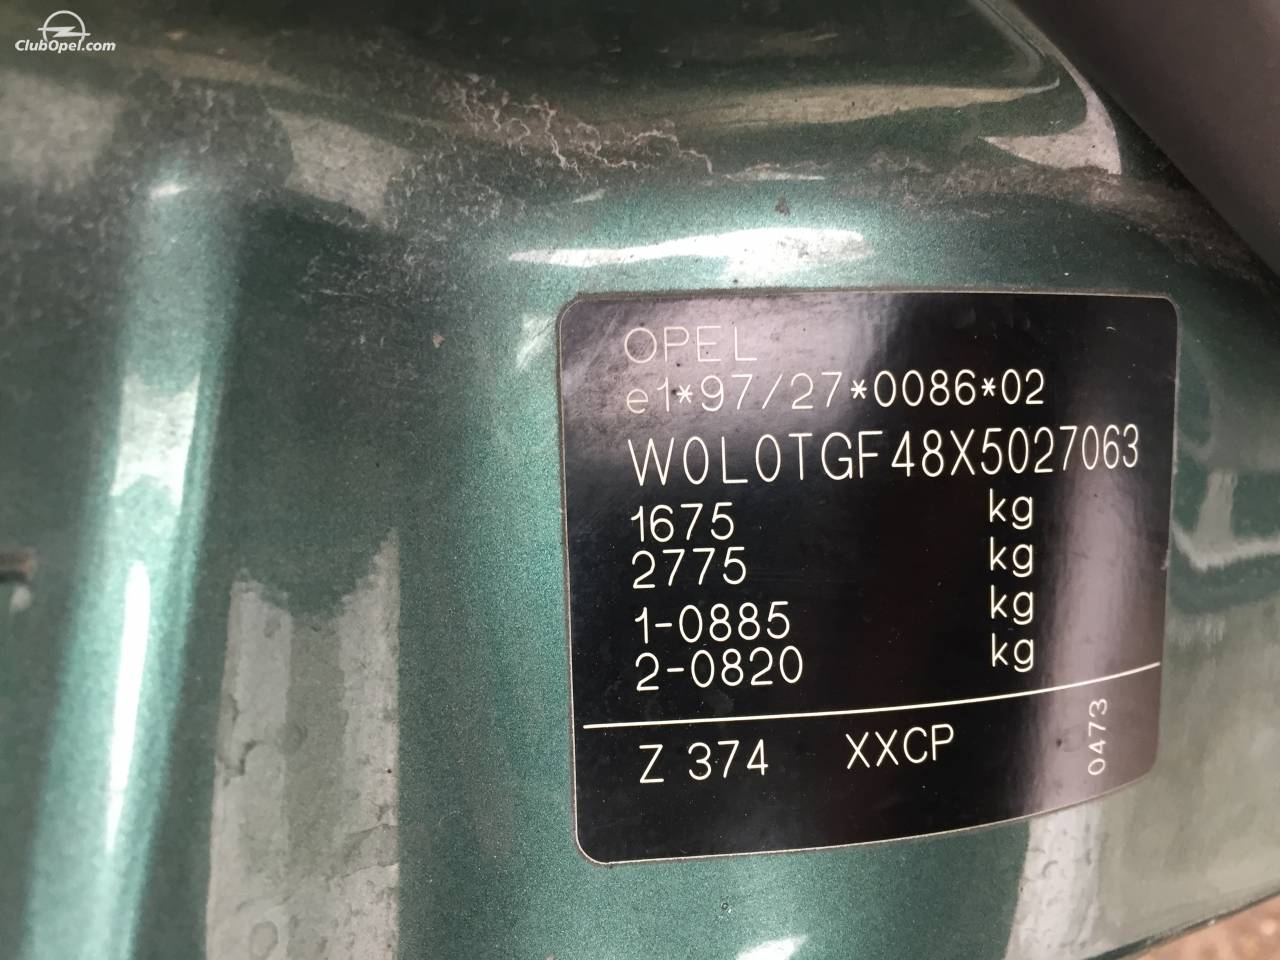 ClubOpel.com
OPEL
e1*97/27*0086*02
W0L0TGF48X5027063
1675 kg
2775 kg
1-0885 kg
2-0820 kg
Z 374 XXCP
0473